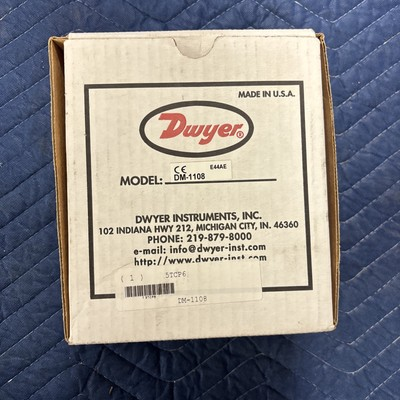 MADE IN U.S.A.
Dwyer®
CE E44AE
MODEL: DM-1108
DWYER INSTRUMENTS, INC.
102 INDIANA HWY 212, MICHIGAN CITY, IN. 46360
PHONE: 219-879-8000
e-mail: info@dwyer-inst.com
http://www.dwyer-inst.com
( 1 ) 5TCP6
DM-1108